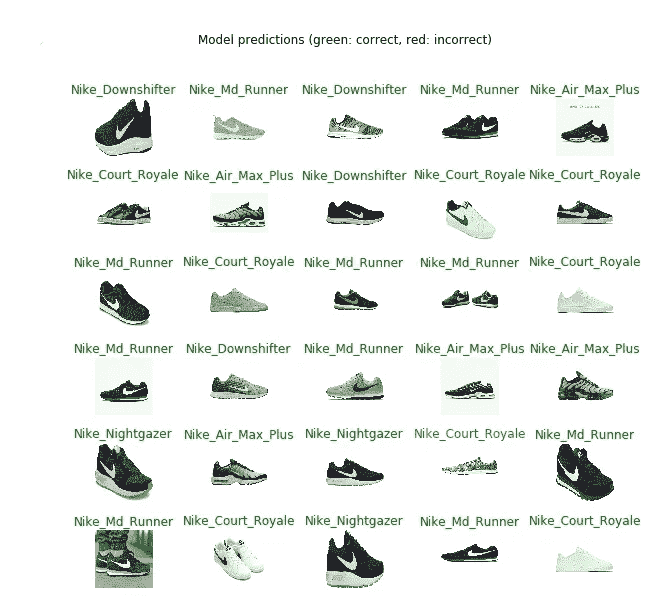 Model predictions (green: correct, red: incorrect)
Nike_Downshifter Nike_Md_Runner Nike_Downshifter Nike_Md_Runner Nike_Air_Max_Plus
Nike_Court_Royale Nike_Air_Max_Plus Nike_Downshifter Nike_Court_Royale Nike_Court_Royale
Nike_Md_Runner Nike_Court_Royale Nike_Md_Runner Nike_Md_Runner Nike_Court_Royale
Nike_Md_Runner Nike_Downshifter Nike_Md_Runner Nike_Air_Max_Plus Nike_Air_Max_Plus
Nike_Nightgazer Nike_Air_Max_Plus Nike_Nightgazer Nike_Court_Royale Nike_Md_Runner
Nike_Md_Runner Nike_Court_Royale Nike_Nightgazer Nike_Md_Runner Nike_Court_Royale